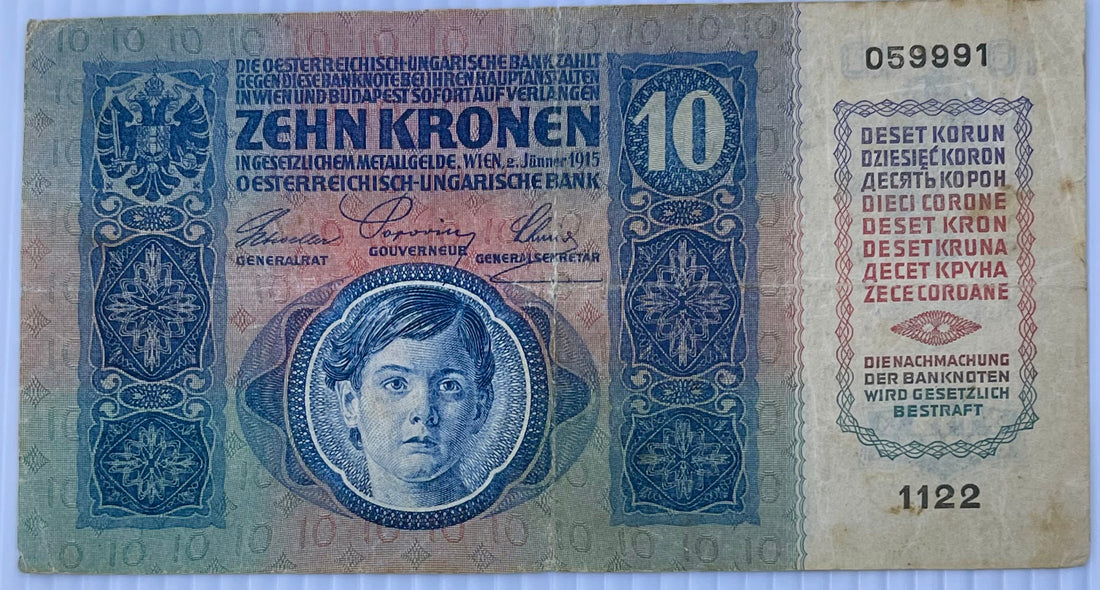 DIE OESTERREICHISCH-UNGARISCHE BANK ZAHLT
GEGEN DIESE BANKNOTE BEI IHREN HAUPTANSTALTEN
IN WIEN UND BUDAPEST SOFORT AUF VERLANGEN
ZEHN KRONEN
IN GESETZLICHEM METALLGELDE. WIEN, 2. Jänner 1915
OESTERREICHISCH-UNGARISCHE BANK
10
GENERALRAT
GOUVERNEUR
GENERALSEKRETÄR
059991
DESET KORUN
DZIESIĘĆ KORON
ДЕСЯТЬ КОРОН
DIECI CORONE
DESET KRON
DESET KRUNA
ДЕСЕТ КРУНА
ZECE COROANE
DIE NACHMACHUNG
DER BANKNOTEN
WIRD GESETZLICH
BESTRAFT
1122